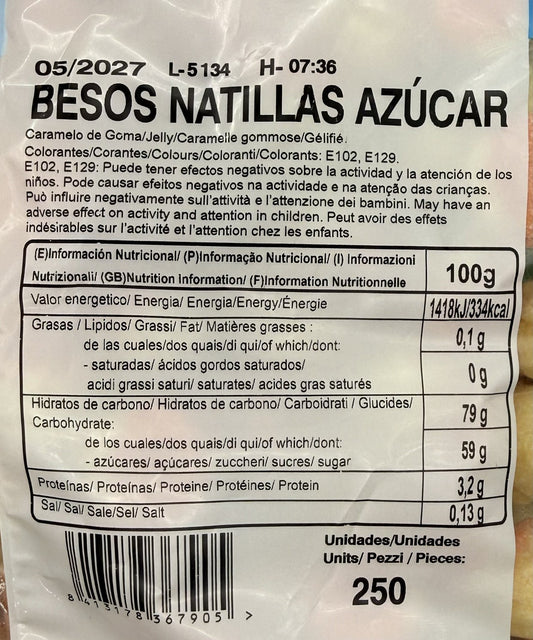 05/2027 L-5134 H- 07:36
BESOS NATILLAS AZÚCAR
Caramelo de Goma/Jelly/Caramelle gommose/Gélifié.
Colorantes/Corantes/Colours/Coloranti/Colorants: E102, E129.
E102, E129: Puede tener efectos negativos sobre la actividad y la atención de los
niños. Pode causar efeitos negativos na actividade e na atenção das crianças.
Può influire negativamente sull'attività e l'attenzione dei bambini. May have an
adverse effect on activity and attention in children. Peut avoir des effets
indésirables sur l'activité et l'attention chez les enfants.
(E)Información Nutricional/ (P)Informação Nutricional/ (I) Informazioni
Nutrizionali/ (GB)Nutrition Information/ (F)Information Nutritionnelle
100g
Valor energetico/ Energia/ Energia/Energy/Énergie 1418kJ/334kcal
Grasas / Lipidos/ Grassi/ Fat/ Matières grasses : 0,1 g
de las cuales/dos quais/di qui/of which/dont:
- saturadas/ ácidos gordos saturados/
acidi grassi saturi/ saturates/ acides gras saturés 0 g
Hidratos de carbono/ Hidratos de carbono/ Carboidrati / Glucides/
Carbohydrate: 79 g
de los cuales/dos quais/di qui/of which/dont:
- azúcares/ açúcares/ zuccheri/ sucres/ sugar 59 g
Proteínas/ Proteínas/ Proteine/ Protéines/ Protein 3,2 g
Sal/ Sal/ Sale/Sel/ Salt 0,13 g
Unidades/Unidades
Units/ Pezzi / Pieces:
250
8 413178 367905 >